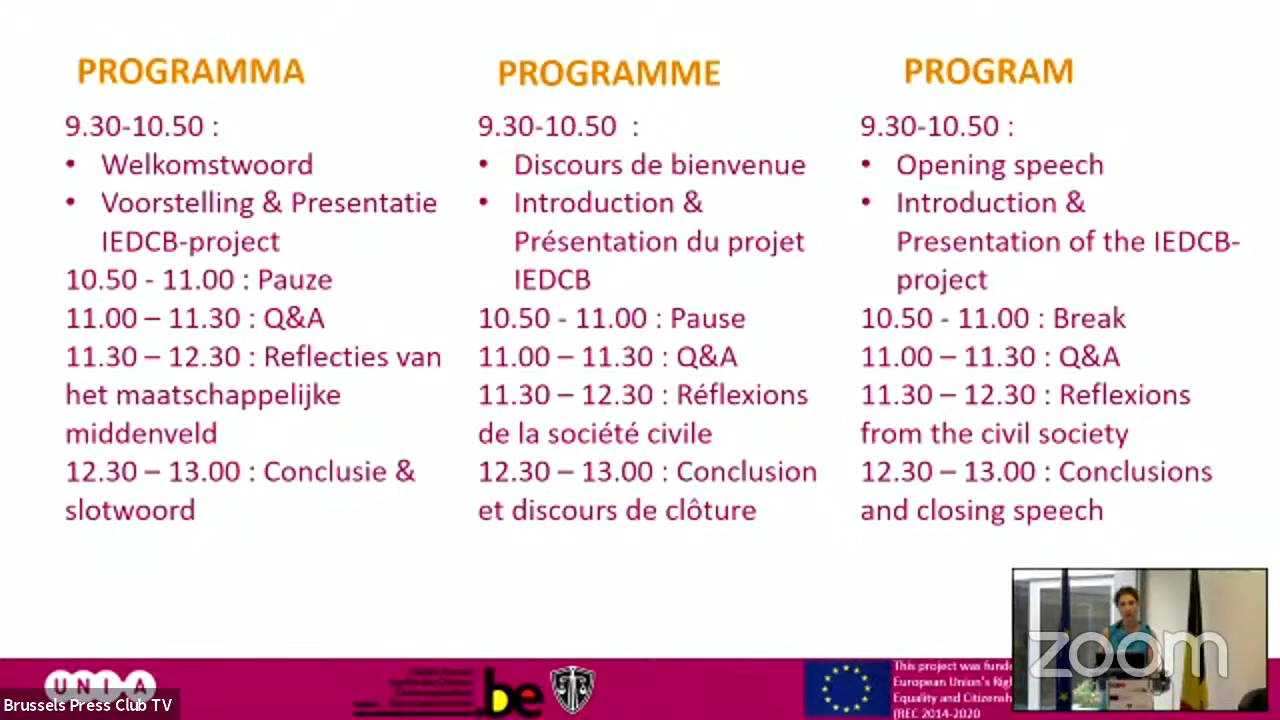 PROGRAMMA
9.30-10.50 :
• Welkomstwoord
• Voorstelling & Presentatie
IEDCB-project
10.50 - 11.00 : Pauze
11.00 – 11.30 : Q&A
11.30 – 12.30 : Reflecties van
het maatschappelijke
middenveld
12.30 – 13.00 : Conclusie &
slotwoord
PROGRAMME
9.30-10.50 :
• Discours de bienvenue
• Introduction &
Présentation du projet
IEDCB
10.50 - 11.00 : Pause
11.00 – 11.30 : Q&A
11.30 – 12.30 : Réflexions
de la société civile
12.30 – 13.00 : Conclusion
et discours de clôture
PROGRAM
9.30-10.50 :
• Opening speech
• Introduction &
Presentation of the IEDCB-
project
10.50 - 11.00 : Break
11.00 – 11.30 : Q&A
11.30 – 12.30 : Reflexions
from the civil society
12.30 – 13.00 : Conclusions
and closing speech
zoom
UNIA
Brussels Press Club TV
.be
This project was
European Union's
Equality and
(REC 2014-2020